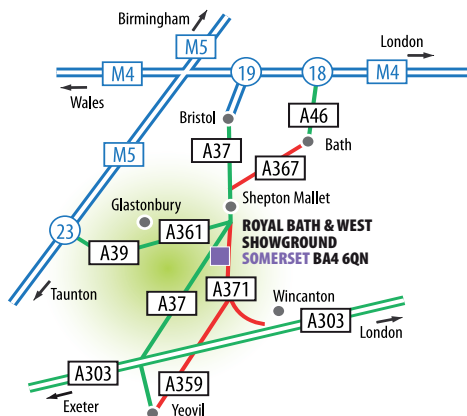 Birmingham
M5
London
M4
19
18
M4
Wales
Bristol
A46
M5
A37
Bath
A367
Shepton Mallet
Glastonbury
23
A361
A39
ROYAL BATH & WEST
SHOWGROUND
SOMERSET BA4 6QN
Taunton
A37
A371
Wincanton
A303
London
A303
A359
Exeter
Yeovil